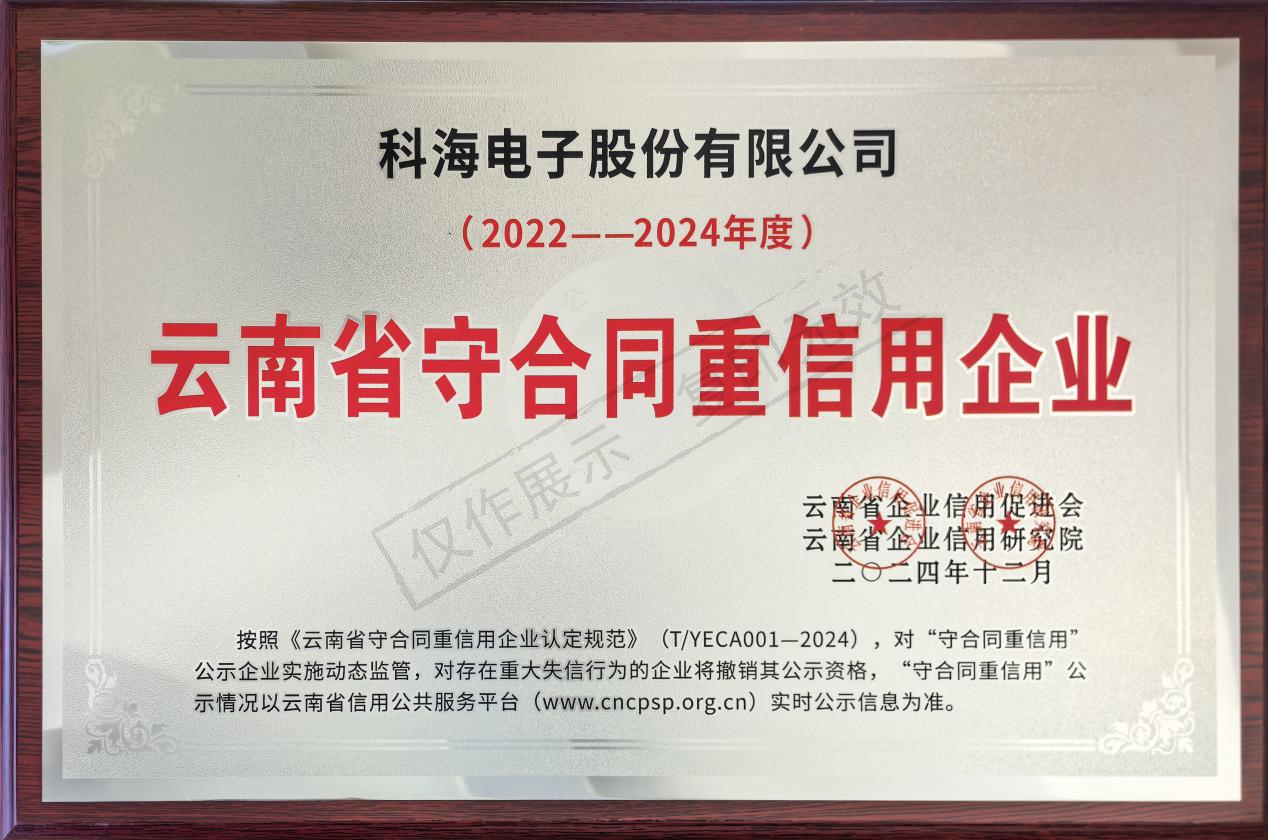 科海电子股份有限公司
（2022——2024年度）
云南省守合同重信用企业
仅作展示 复印无效
云南省企业信用促进会
云南省企业信用研究院
二〇二四年十二月
按照《云南省守合同重信用企业认定规范》（T/YECA001—2024），对“守合同重信用”
公示企业实施动态监管，对存在重大失信行为的企业将撤销其公示资格，“守合同重信用”公
示情况以云南省信用公共服务平台（www.cncpsp.org.cn）实时公示信息为准。